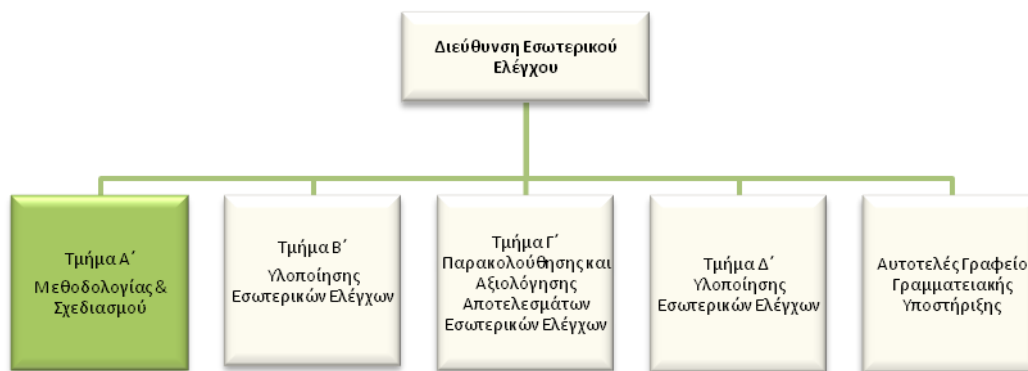 Διεύθυνση Εσωτερικού
Ελέγχου
Τμήμα Α΄
Μεθοδολογίας &
Σχεδιασμού
Τμήμα Β΄
Υλοποίησης
Εσωτερικών Ελέγχων
Τμήμα Γ΄
Παρακολούθησης και
Αξιολόγησης
Αποτελεσμάτων
Εσωτερικών Ελέγχων
Τμήμα Δ΄
Υλοποίησης
Εσωτερικών Ελέγχων
Αυτοτελές Γραφείο
Γραμματειακής
Υποστήριξης